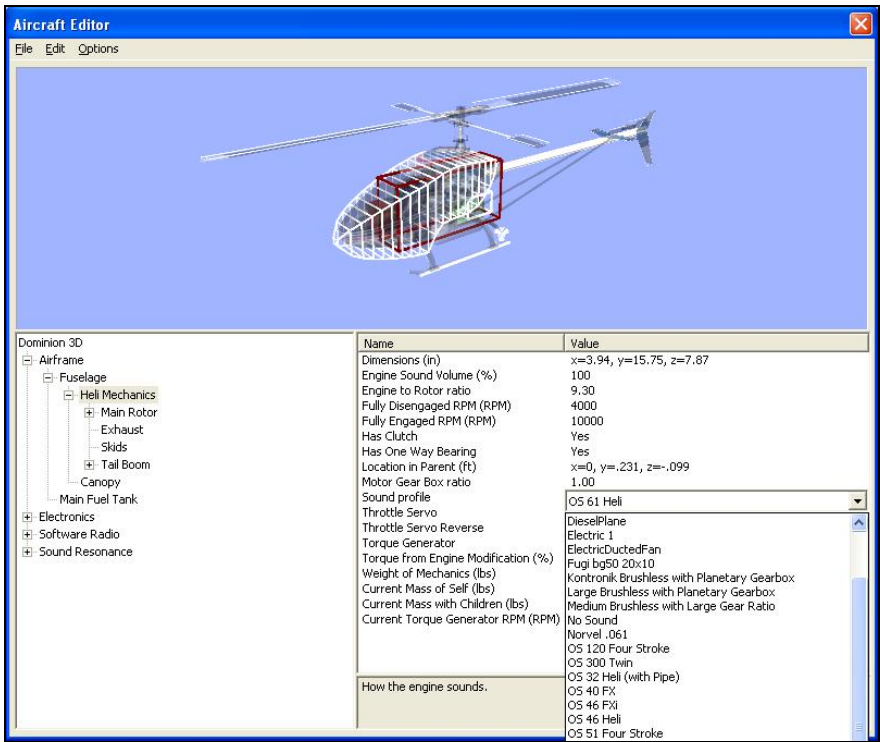 Aircraft Editor
File Edit Options
Dominion 3D
Airframe
Fuselage
Heli Mechanics
Main Rotor
Exhaust
Skids
Tail Boom
Canopy
Main Fuel Tank
Electronics
Software Radio
Sound Resonance
Name Value
Dimensions (in) x=3.94, y=15.75, z=7.87
Engine Sound Volume (%) 100
Engine to Rotor ratio 9.30
Fully Disengaged RPM (RPM) 4000
Fully Engaged RPM (RPM) 10000
Has Clutch Yes
Has One Way Bearing Yes
Location in Parent (ft) x=0, y=.231, z=-.099
Motor Gear Box ratio 1.00
Sound profile OS 61 Heli
Throttle Servo
Throttle Servo Reverse
Torque Generator
Torque from Engine Modification (%)
Weight of Mechanics (lbs)
Current Mass of Self (lbs)
Current Mass with Children (lbs)
Current Torque Generator RPM (RPM)
DieselPlane
Electric 1
ElectricDuctedFan
Fugi bg50 20x10
Kontronik Brushless with Planetary Gearbox
Large Brushless with Planetary Gearbox
Medium Brushless with Large Gear Ratio
No Sound
Norvel .061
OS 120 Four Stroke
OS 300 Twin
OS 32 Heli (with Pipe)
OS 40 FX
OS 46 FXi
OS 46 Heli
OS 51 Four Stroke
How the engine sounds.